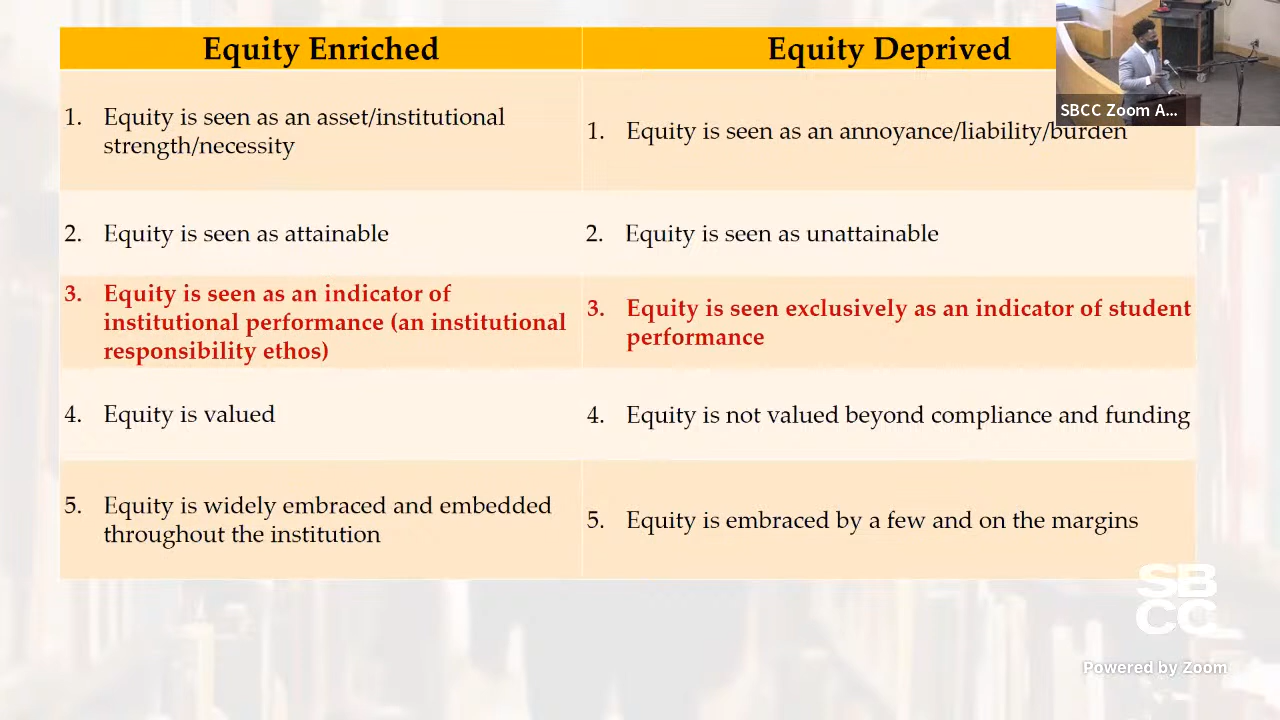 Equity Enriched
Equity Deprived
1. Equity is seen as an asset/institutional
strength/necessity
1. Equity is seen as an annoyance/liability/burden
2. Equity is seen as attainable
2. Equity is seen as unattainable
3. Equity is seen as an indicator of
institutional performance (an institutional
responsibility ethos)
3. Equity is seen exclusively as an indicator of student
performance
4. Equity is valued
4. Equity is not valued beyond compliance and funding
5. Equity is widely embraced and embedded
throughout the institution
5. Equity is embraced by a few and on the margins
SBCC Zoom A...
SB
CC
Powered by Zoom